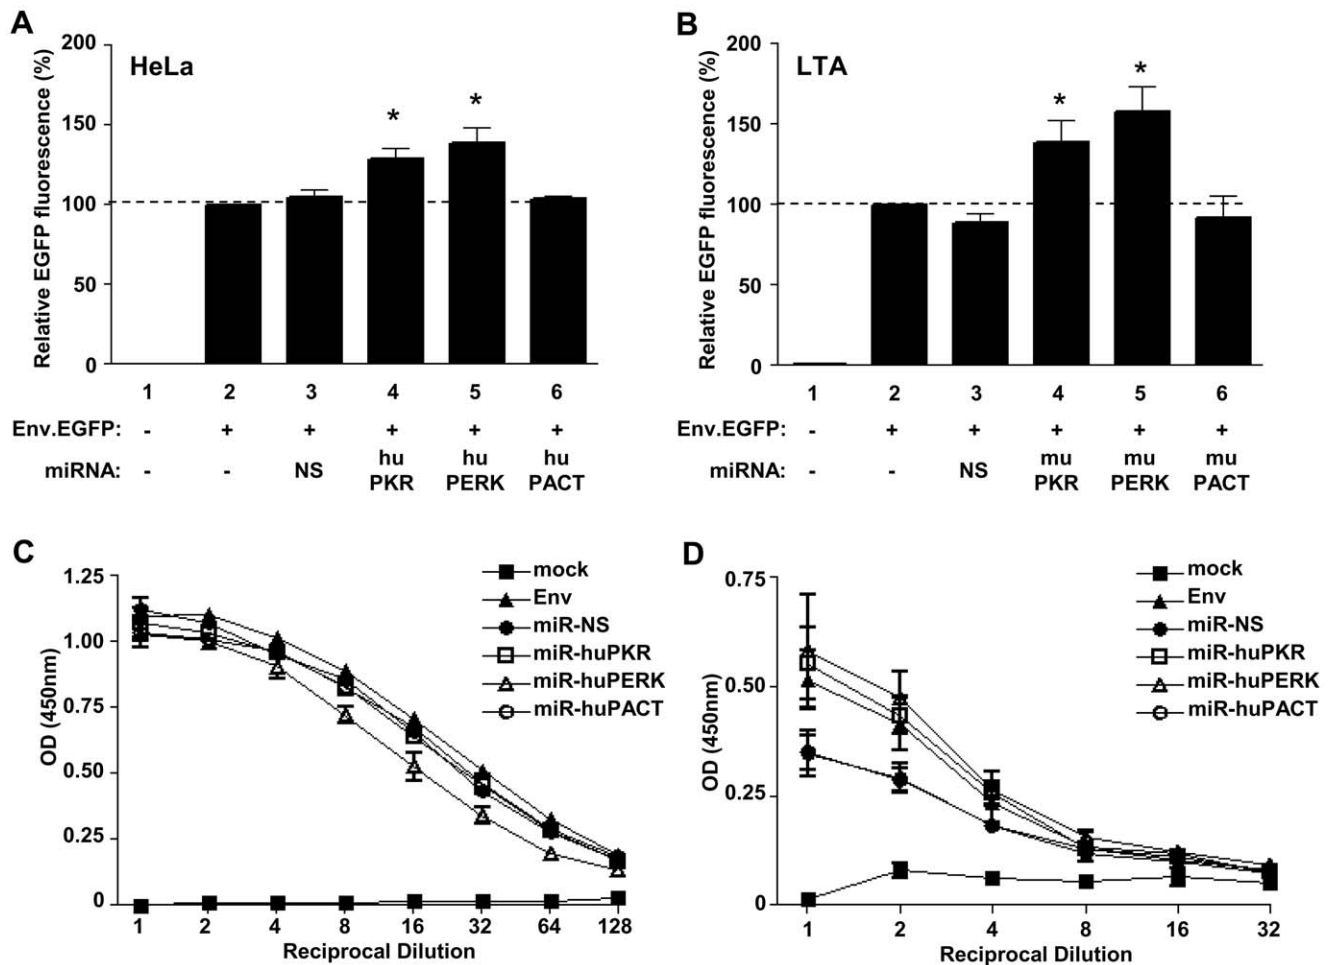 A
HeLa
Relative EGFP fluorescence (%)
200
150
100
50
0
* *
1 2 3 4 5 6
Env.EGFP: - + + + + +
miRNA: - - NS hu PKR hu PERK hu PACT
B
LTA
Relative EGFP fluorescence (%)
200
150
100
50
0
* *
1 2 3 4 5 6
Env.EGFP: - + + + + +
miRNA: - - NS mu PKR mu PERK mu PACT
C
OD (450nm)
1.25
1.00
0.75
0.50
0.25
0
mock
Env
miR-NS
miR-huPKR
miR-huPERK
miR-huPACT
1 2 4 8 16 32 64 128
Reciprocal Dilution
D
OD (450nm)
0.75
0.50
0.25
0
mock
Env
miR-NS
miR-huPKR
miR-huPERK
miR-huPACT
1 2 4 8 16 32
Reciprocal Dilution